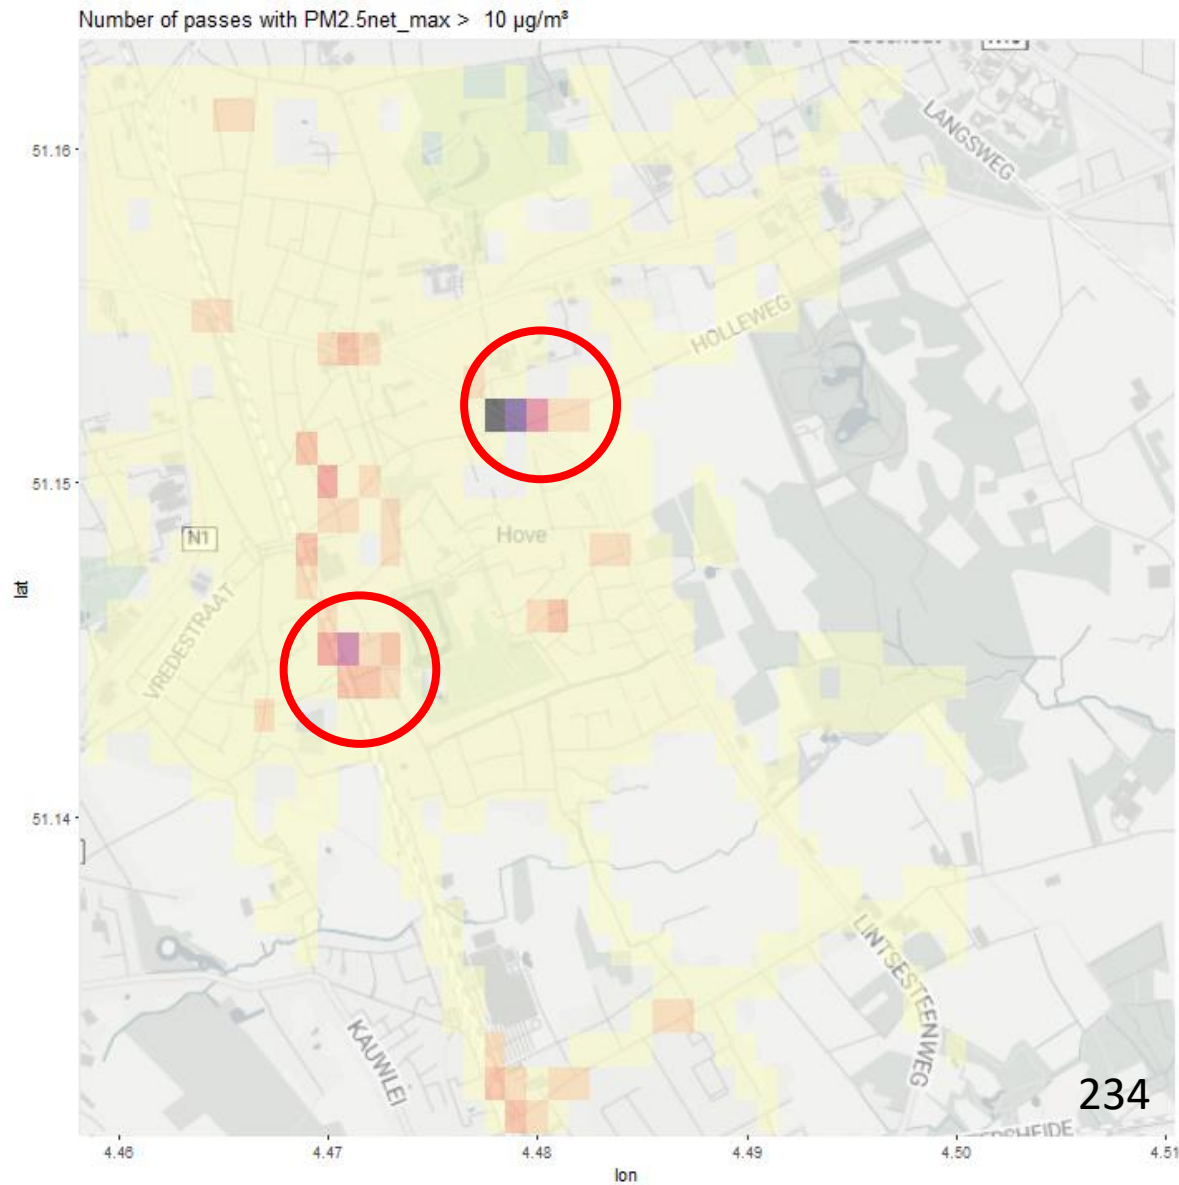 Number of passes with PM2.5net_max > 10 µg/m³
51.16
LANGSWEG
HOLLEWEG
51.15
N1
Hove
lat
VREDESTRAAT
51.14
LINTSESTEENWEG
KAUWLEI
234
4.46
4.47
4.48
4.49
4.50
4.51
lon